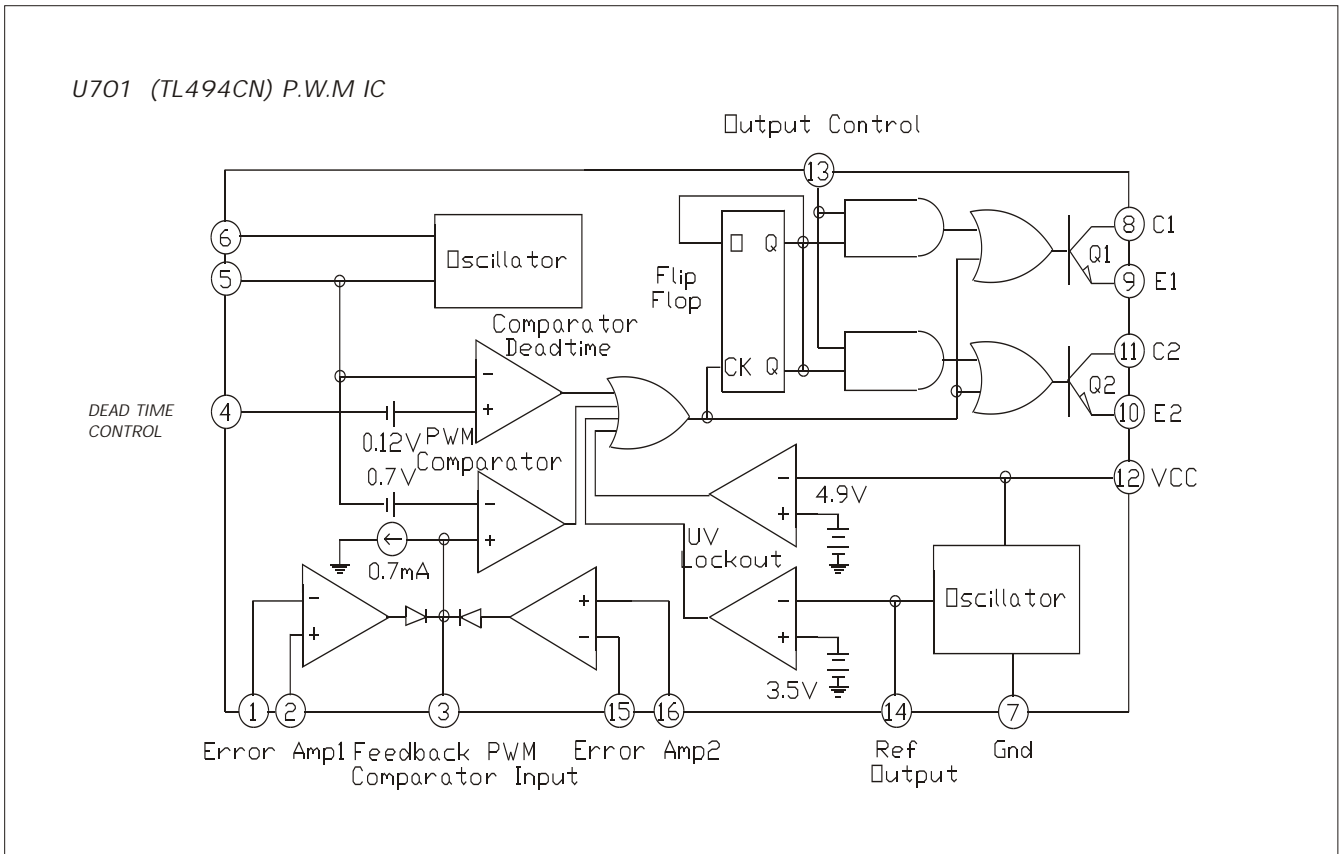 U701 (TL494CN) P.W.M IC
Output Control
13
6
5
Oscillator
Flip
Flop
D Q
CK Q
8 C1
Q1
9 E1
11 C2
Q2
10 E2
Comparator
Deadtime
-
+
DEAD TIME
CONTROL
4
0.12V
PWM
Comparator
0.7V
-
+
0.7mA
12 VCC
4.9V
-
+
UV
Lockout
Oscillator
-
+
3.5V
-
+
+
-
1 2 3 15 16 14 7
Error Amp1 Feedback PWM Error Amp2 Ref Gnd
Comparator Input Output